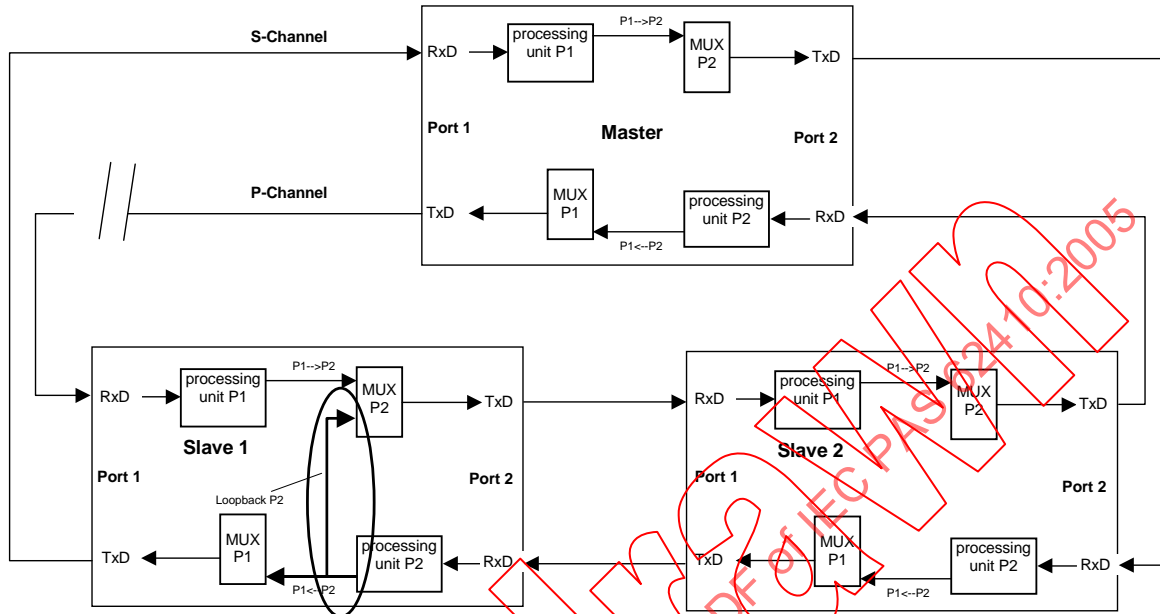 S-Channel
P-Channel
RxD
processing
unit P1
P1-->P2
MUX
P2
TxD
Port 1
Master
Port 2
TxD
MUX
P1
P1<--P2
processing
unit P2
RxD
RxD
processing
unit P1
P1-->P2
MUX
P2
TxD
Slave 1
Port 1
Port 2
Loopback P2
TxD
MUX
P1
P1<--P2
processing
unit P2
RxD
RxD
processing
unit P1
P1-->P2
MUX
P2
TxD
Slave 2
Port 1
Port 2
TxD
MUX
P1
P1<--P2
processing
unit P2
RxD
PDF of IEC PAS 62410:2005